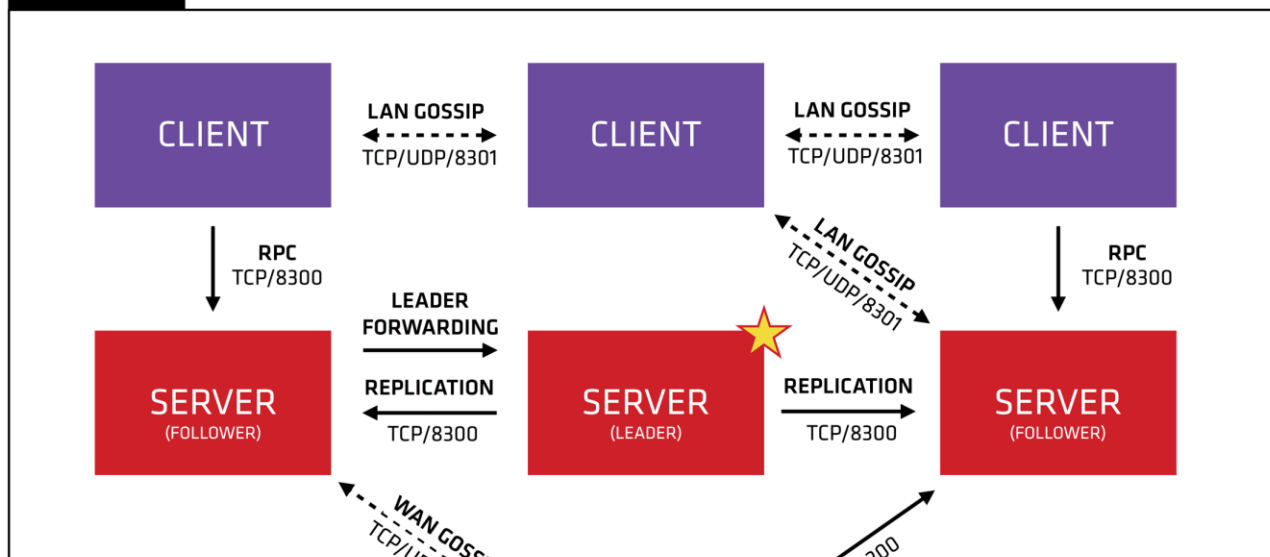 LAN GOSSIP
LAN GOSSIP
CLIENT
CLIENT
CLIENT
TCP/UDP/8301
TCP/UDP/8301
LAN GOSSIP
TCP/UDP/8301
RPC
TCP/8300
RPC
TCP/8300
LEADER
FORWARDING
REPLICATION
REPLICATION
SERVER
(FOLLOWER)
SERVER
(LEADER)
SERVER
(FOLLOWER)
TCP/8300
TCP/8300
WAN